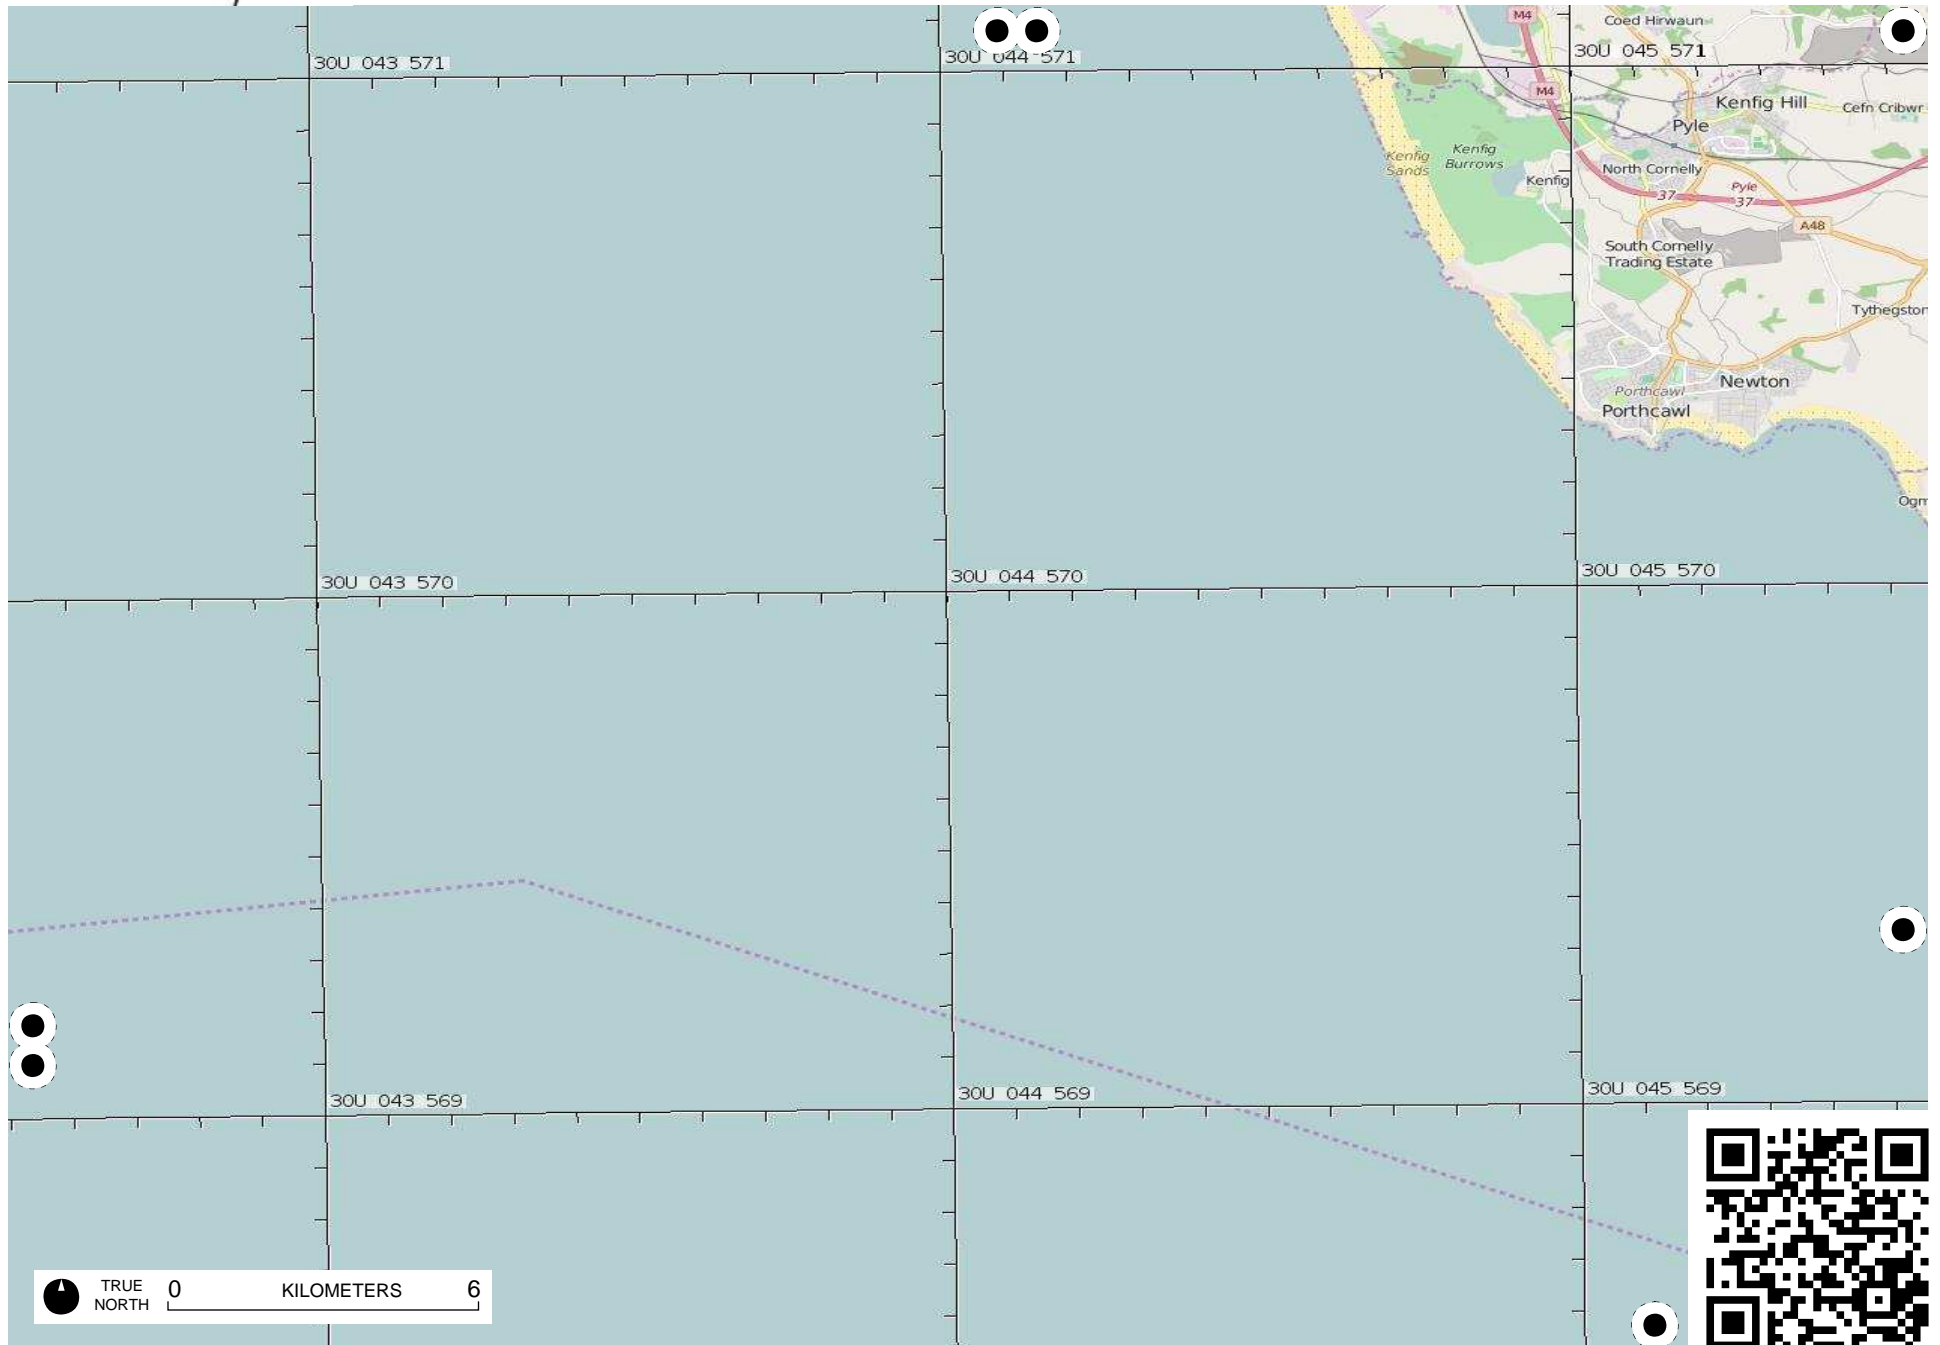 M4
Coed Hirwaun
30U 043 571
30U 044 571
30U 045 571
M4
Kenfig Hill
Cefn Cribwr
Pyle
Kenfig
Sands
Kenfig
Burrows
North Cornelly
Kenfig
37
Pyle
37
A48
South Cornelly
Trading Estate
Tythegston
Newton
Porthcawl
Porthcawl
Ogm
30U 043 570
30U 044 570
30U 045 570
30U 043 569
30U 044 569
30U 045 569
TRUE
NORTH
0 KILOMETERS 6